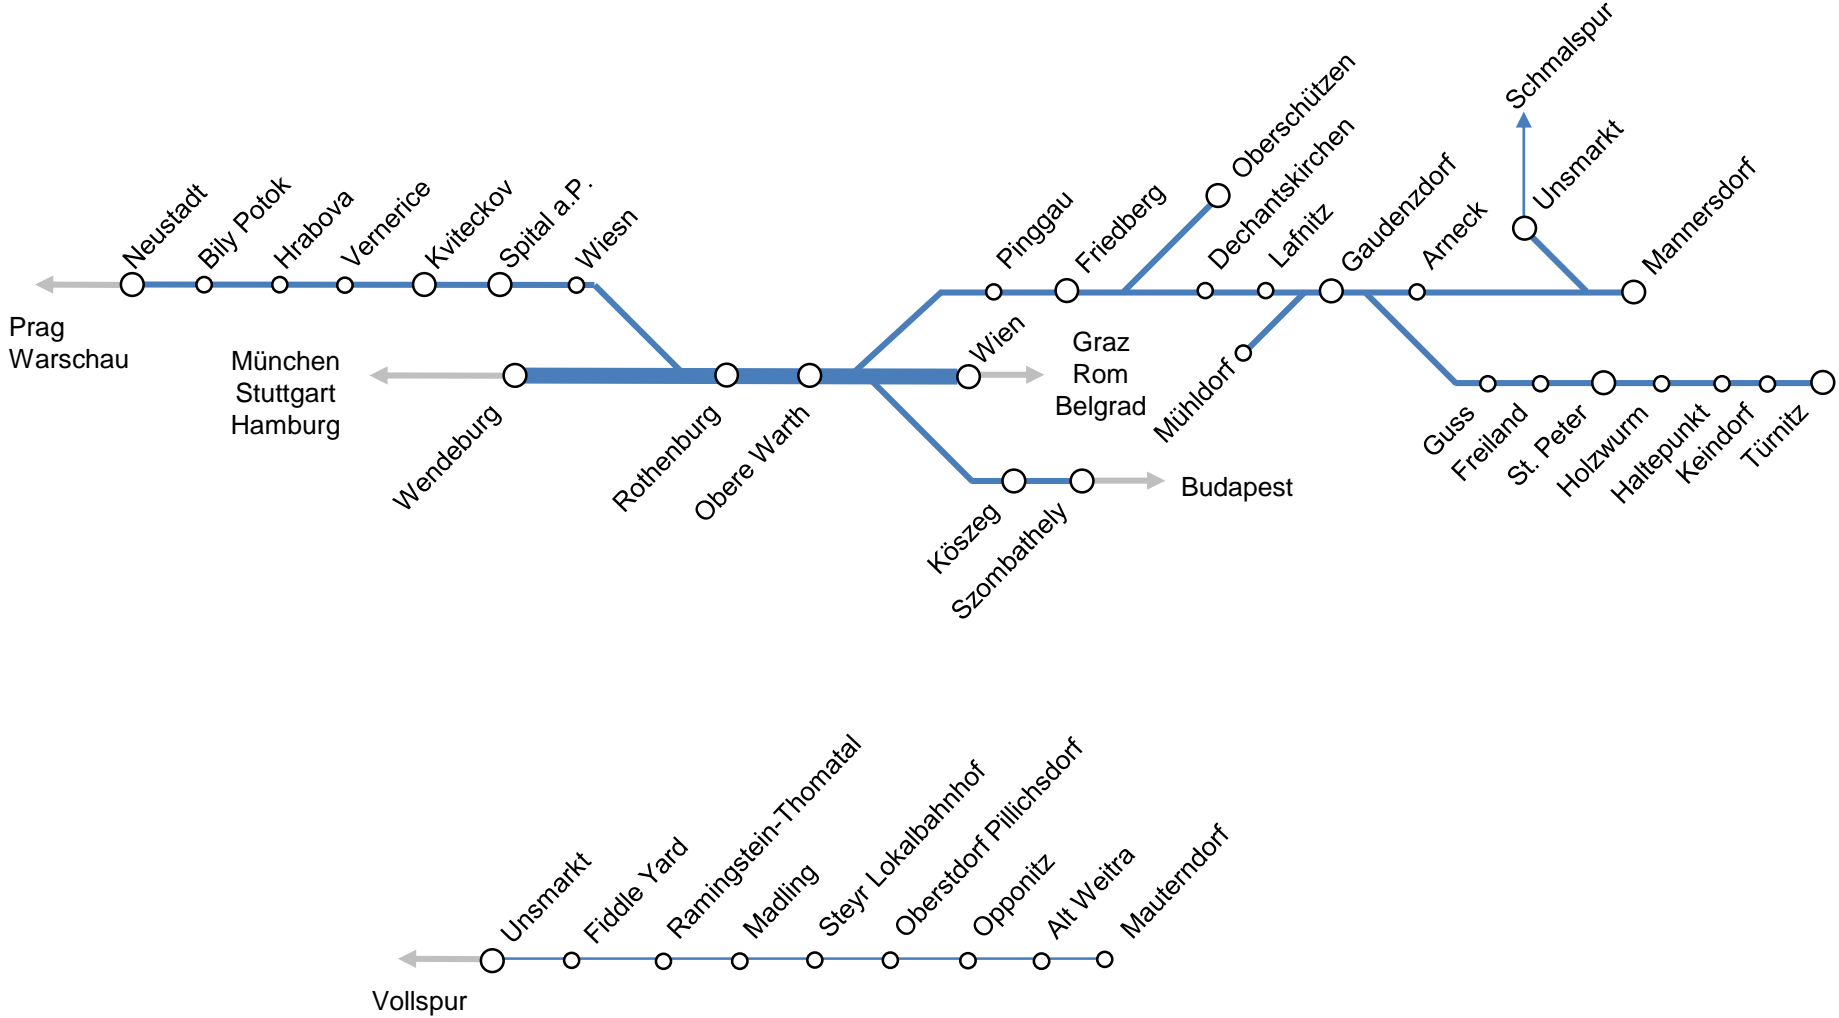 Schmalspur
Neustadt
Bily Potok
Hrabova
Vernerice
Kviteckov
Spital a.P.
Wiesn
Pinggau
Friedberg
Oberschützen
Dechantskirchen
Lafnitz
Gaudenzdorf
Arneck
Unsmarkt
Mannersdorf
Prag
Warschau
München
Stuttgart
Hamburg
Wien
Graz
Rom
Belgrad
Mühldorf
Wendeburg
Rothenburg
Obere Warth
Guss
Freiland
St. Peter
Holzwurm
Haltepunkt
Keindorf
Türnitz
Köszeg
Szombathely
Budapest
Unsmarkt
Fiddle Yard
Ramingstein-Thomatal
Madling
Steyr Lokalbahnhof
Oberstdorf Pillichsdorf
Opponitz
Alt Weitra
Mauterndorf
Vollspur